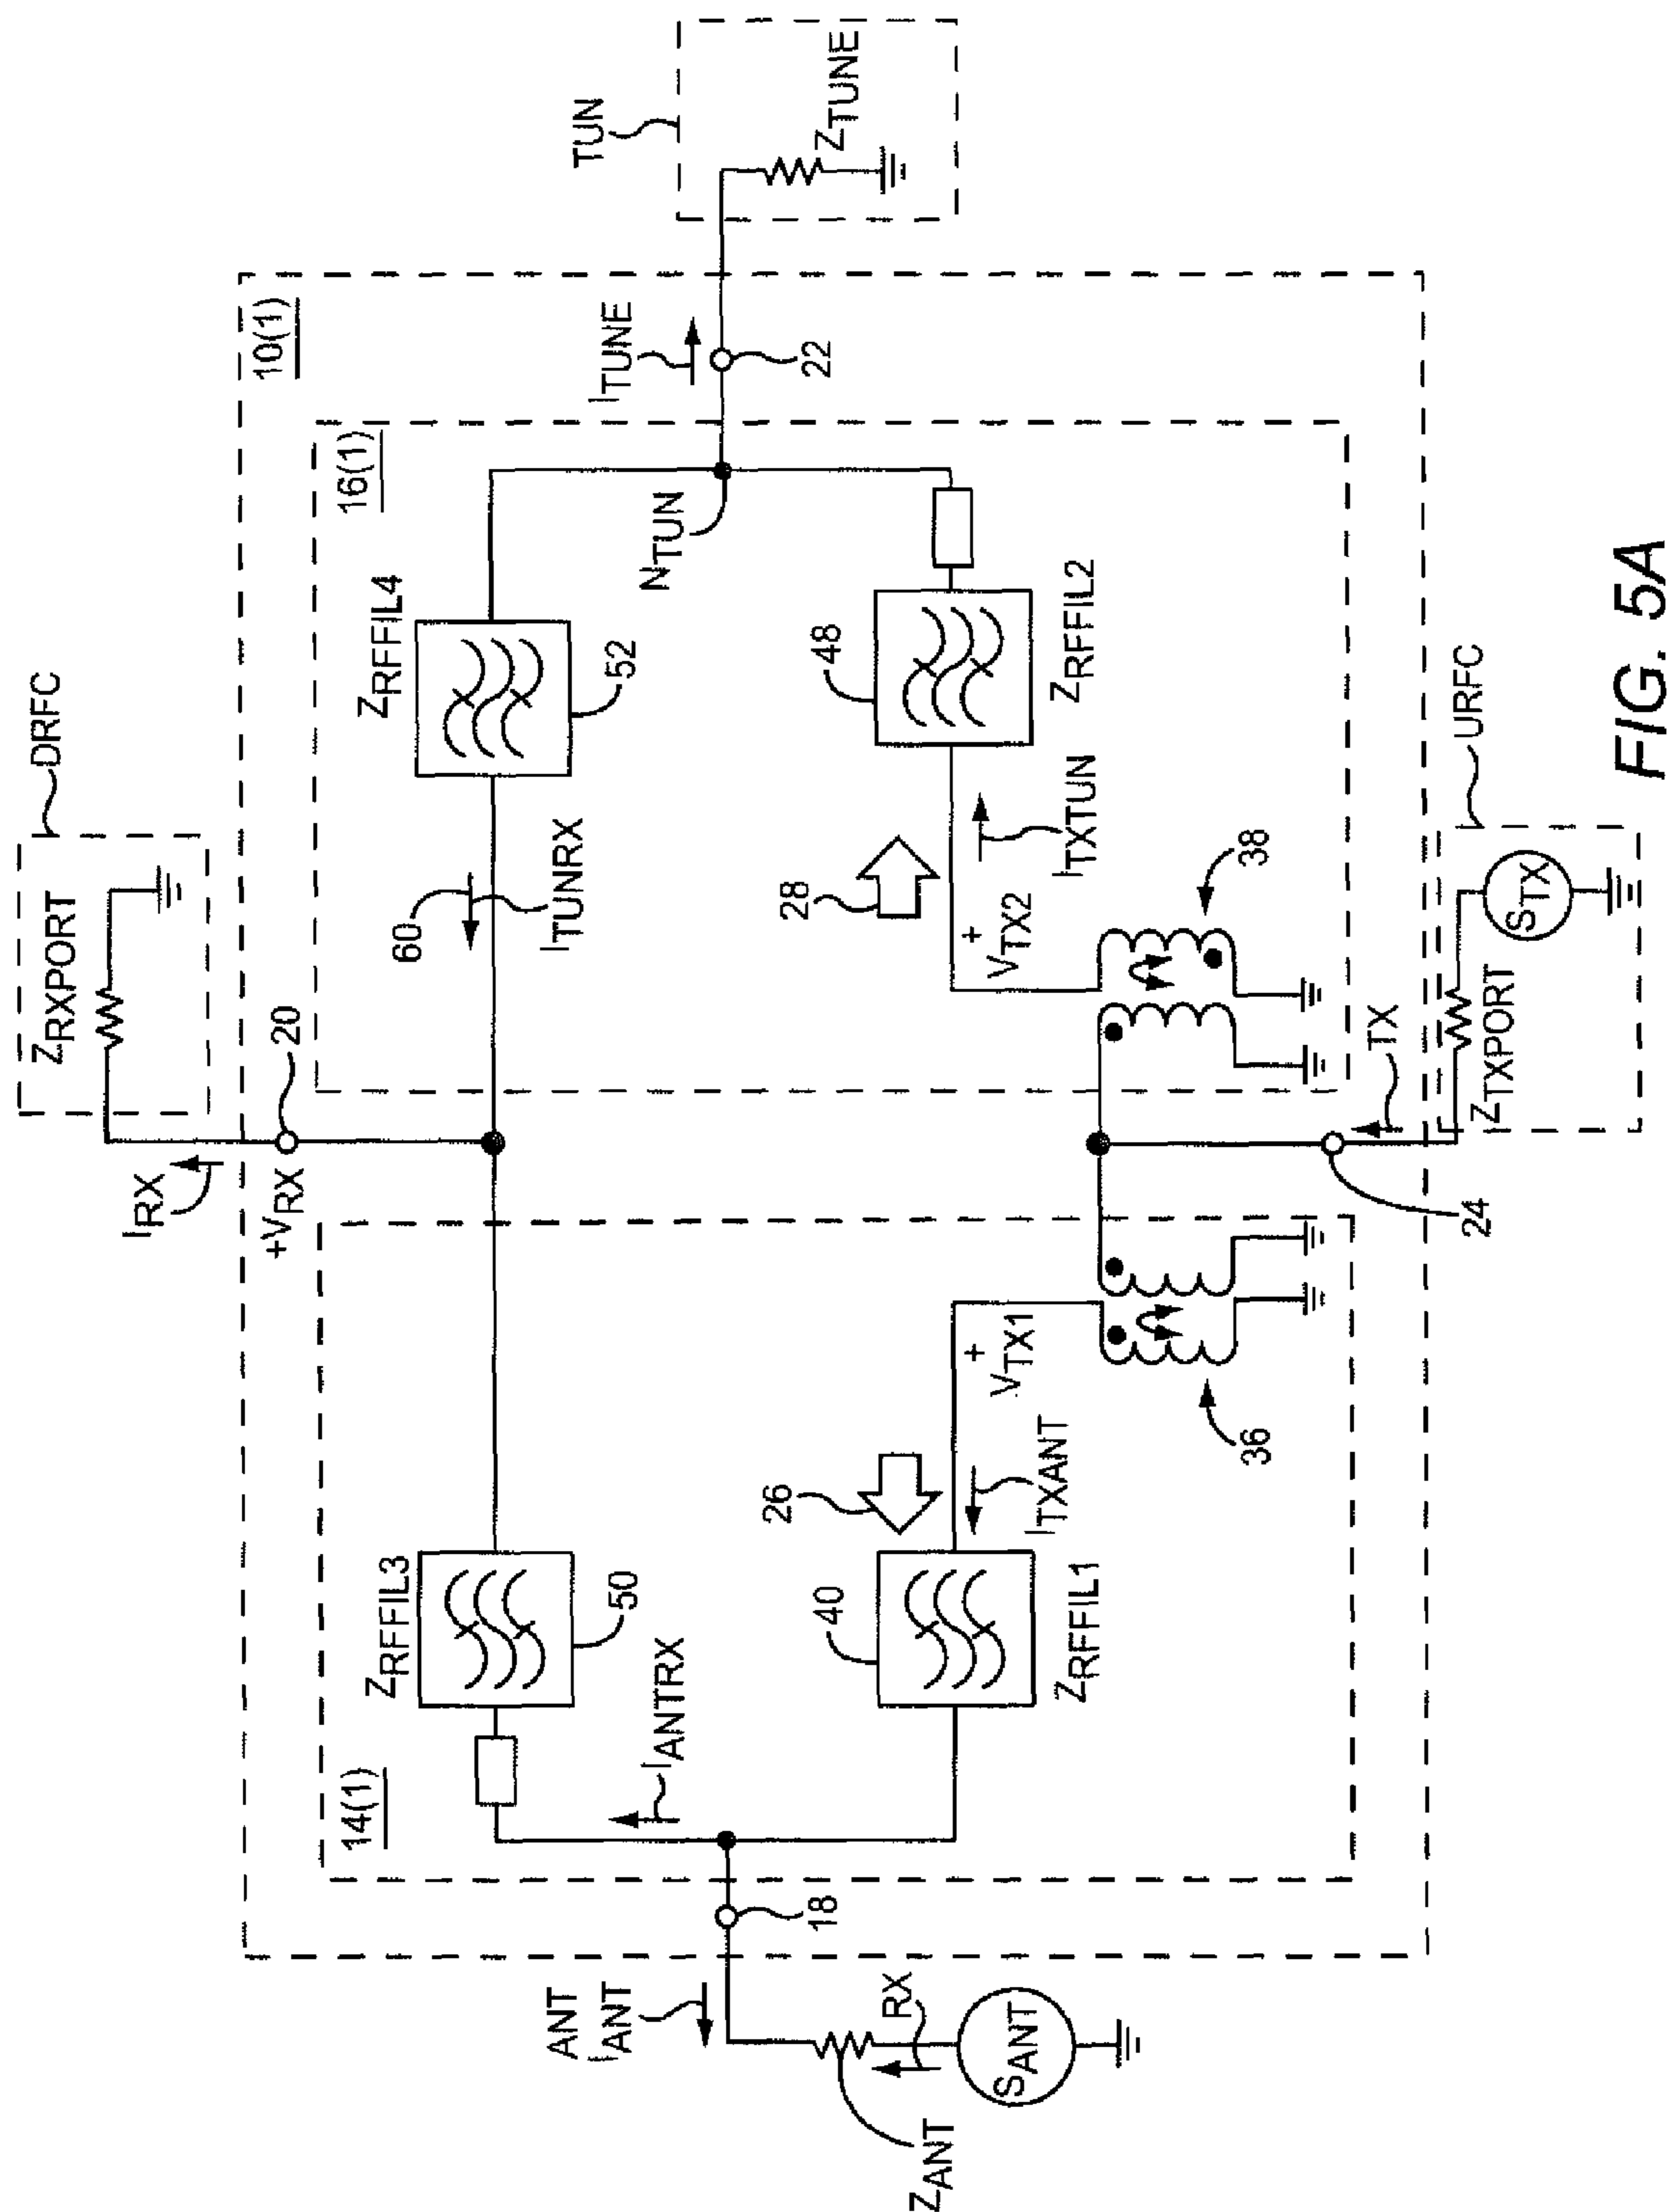 DRFC
Z_RXPORT
I_RX
+V_RX
20
10(1)
14(1)
16(1)
Z_RFFIL3
50
I_ANTRX
Z_RFFIL4
52
60
I_TUNRX
N_TUN
I_TUNE
22
TUN
Z_TUNE
ANT
I_ANT
18
RX
S_ANT
Z_ANT
26
40
Z_RFFIL1
I_TXANT
+
V_TX1
36
28
48
Z_RFFIL2
I_TXTUN
+
V_TX2
38
24
TX
Z_TXPORT
S_TX
URFC
FIG. 5A